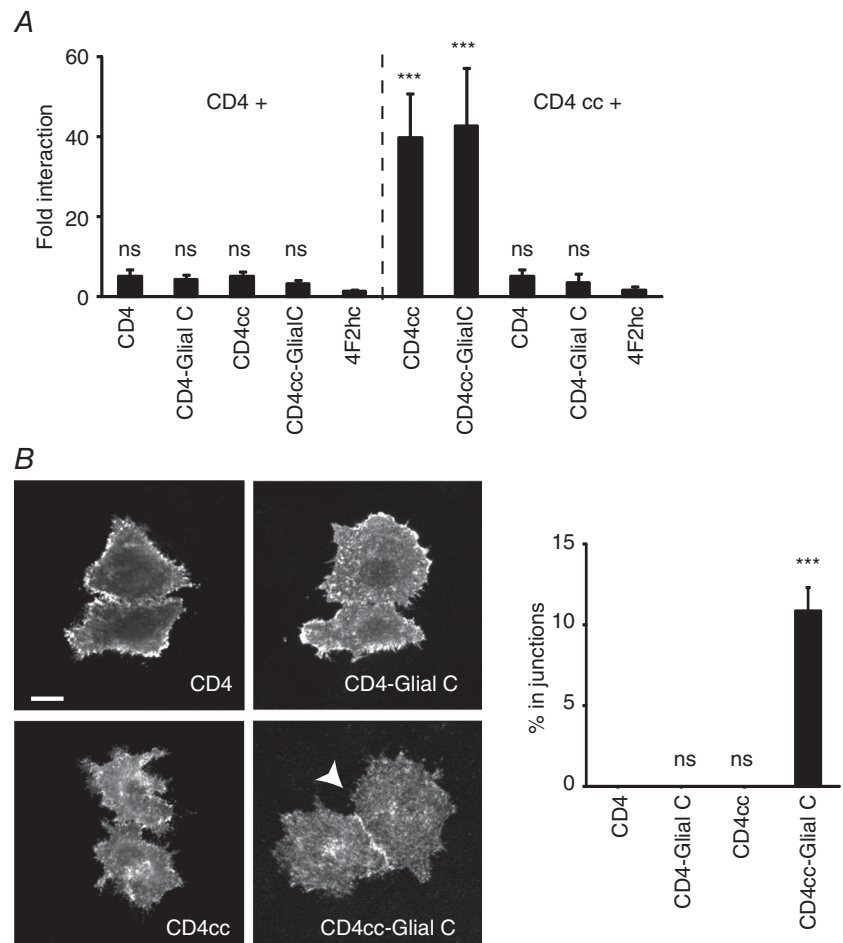 A
Fold interaction
60
40
20
0
CD4 +
CD4 cc +
ns
ns
ns
ns
***
***
ns
ns
CD4
CD4-Glial C
CD4cc
CD4cc-GlialC
4F2hc
CD4cc
CD4cc-GlialC
CD4
CD4-Glial C
4F2hc
B
CD4
CD4-Glial C
CD4cc
CD4cc-Glial C
% in junctions
15
10
5
0
ns
ns
***
CD4
CD4-Glial C
CD4cc
CD4cc-Glial C